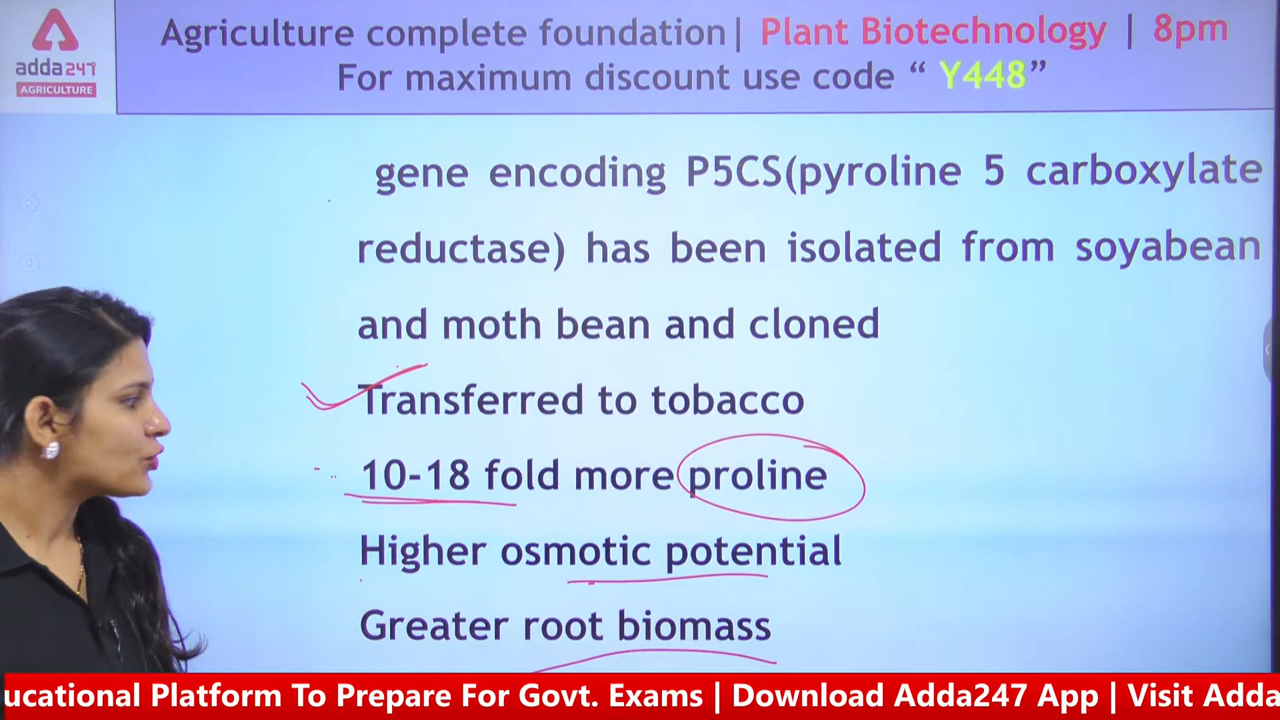 adda247
AGRICULTURE
Agriculture complete foundation| Plant Biotechnology | 8pm
For maximum discount use code “ Y448”
gene encoding P5CS(pyroline 5 carboxylate
reductase) has been isolated from soyabean
and moth bean and cloned
Transferred to tobacco
10-18 fold more proline
Higher osmotic potential
Greater root biomass
ucational Platform To Prepare For Govt. Exams | Download Adda247 App | Visit Adda